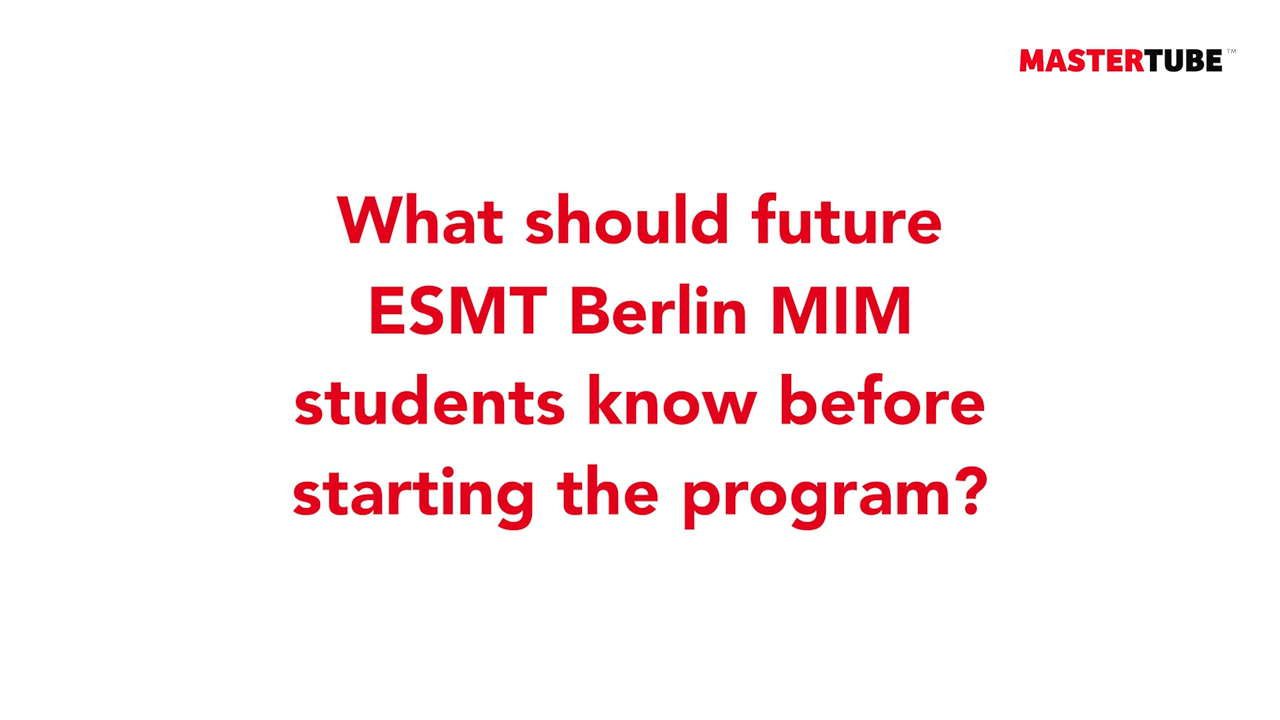 MASTERTUBE™
What should future
ESMT Berlin MIM
students know before
starting the program?